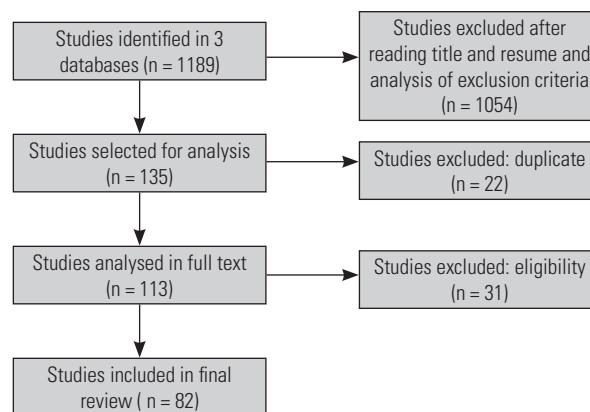 Studies identified in 3
databases (n = 1189)
Studies excluded after
reading title and resume and
analysis of exclusion criteria
(n = 1054)
Studies selected for analysis
(n = 135)
Studies excluded: duplicate
(n = 22)
Studies analysed in full text
(n = 113)
Studies excluded: eligibility
(n = 31)
Studies included in final
review ( n = 82)